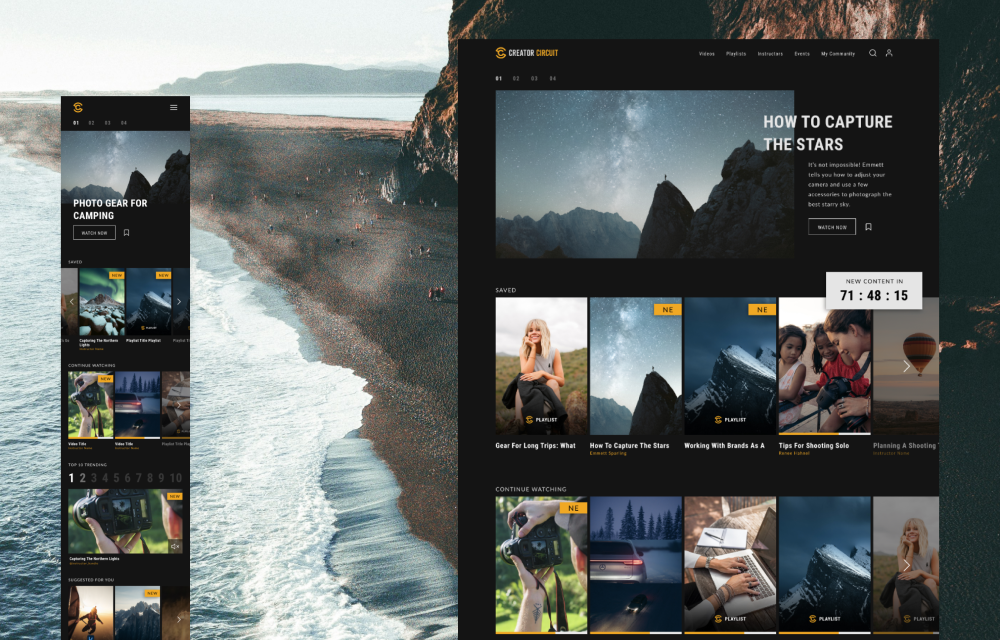 01 02 03 04
PHOTO GEAR FOR
CAMPING
WATCH NOW
SAVED
NEW
NEW
PLAYLIST
Capturing The Northern
Lights
Playlist Title Playlist
CONTINUE WATCHING
NEW
Video Title
Video Title
TOP 10 TRENDING
1 2 3 4 5 6 7 8 9 10
NEW
Capturing The Northern Lights
SUGGESTED FOR YOU
NEW
CREATOR CIRCUIT
Videos Playlists Instructors Events My Community
01 02 03 04
HOW TO CAPTURE
THE STARS
It's not impossible! Emmett
tells you how to adjust your
camera and use a few
accessories to photograph the
best starry sky.
WATCH NOW
NEW CONTENT IN
71 : 48 : 15
SAVED
NE
NE
PLAYLIST
PLAYLIST
Gear For Long Trips: What
How To Capture The Stars
Emmett Sparling
Working With Brands As A
Tips For Shooting Solo
Renee Hahnel
Planning A Shooting
Instructor Name
CONTINUE WATCHING
NE
PLAYLIST
PLAYLIST
PLAYLIST